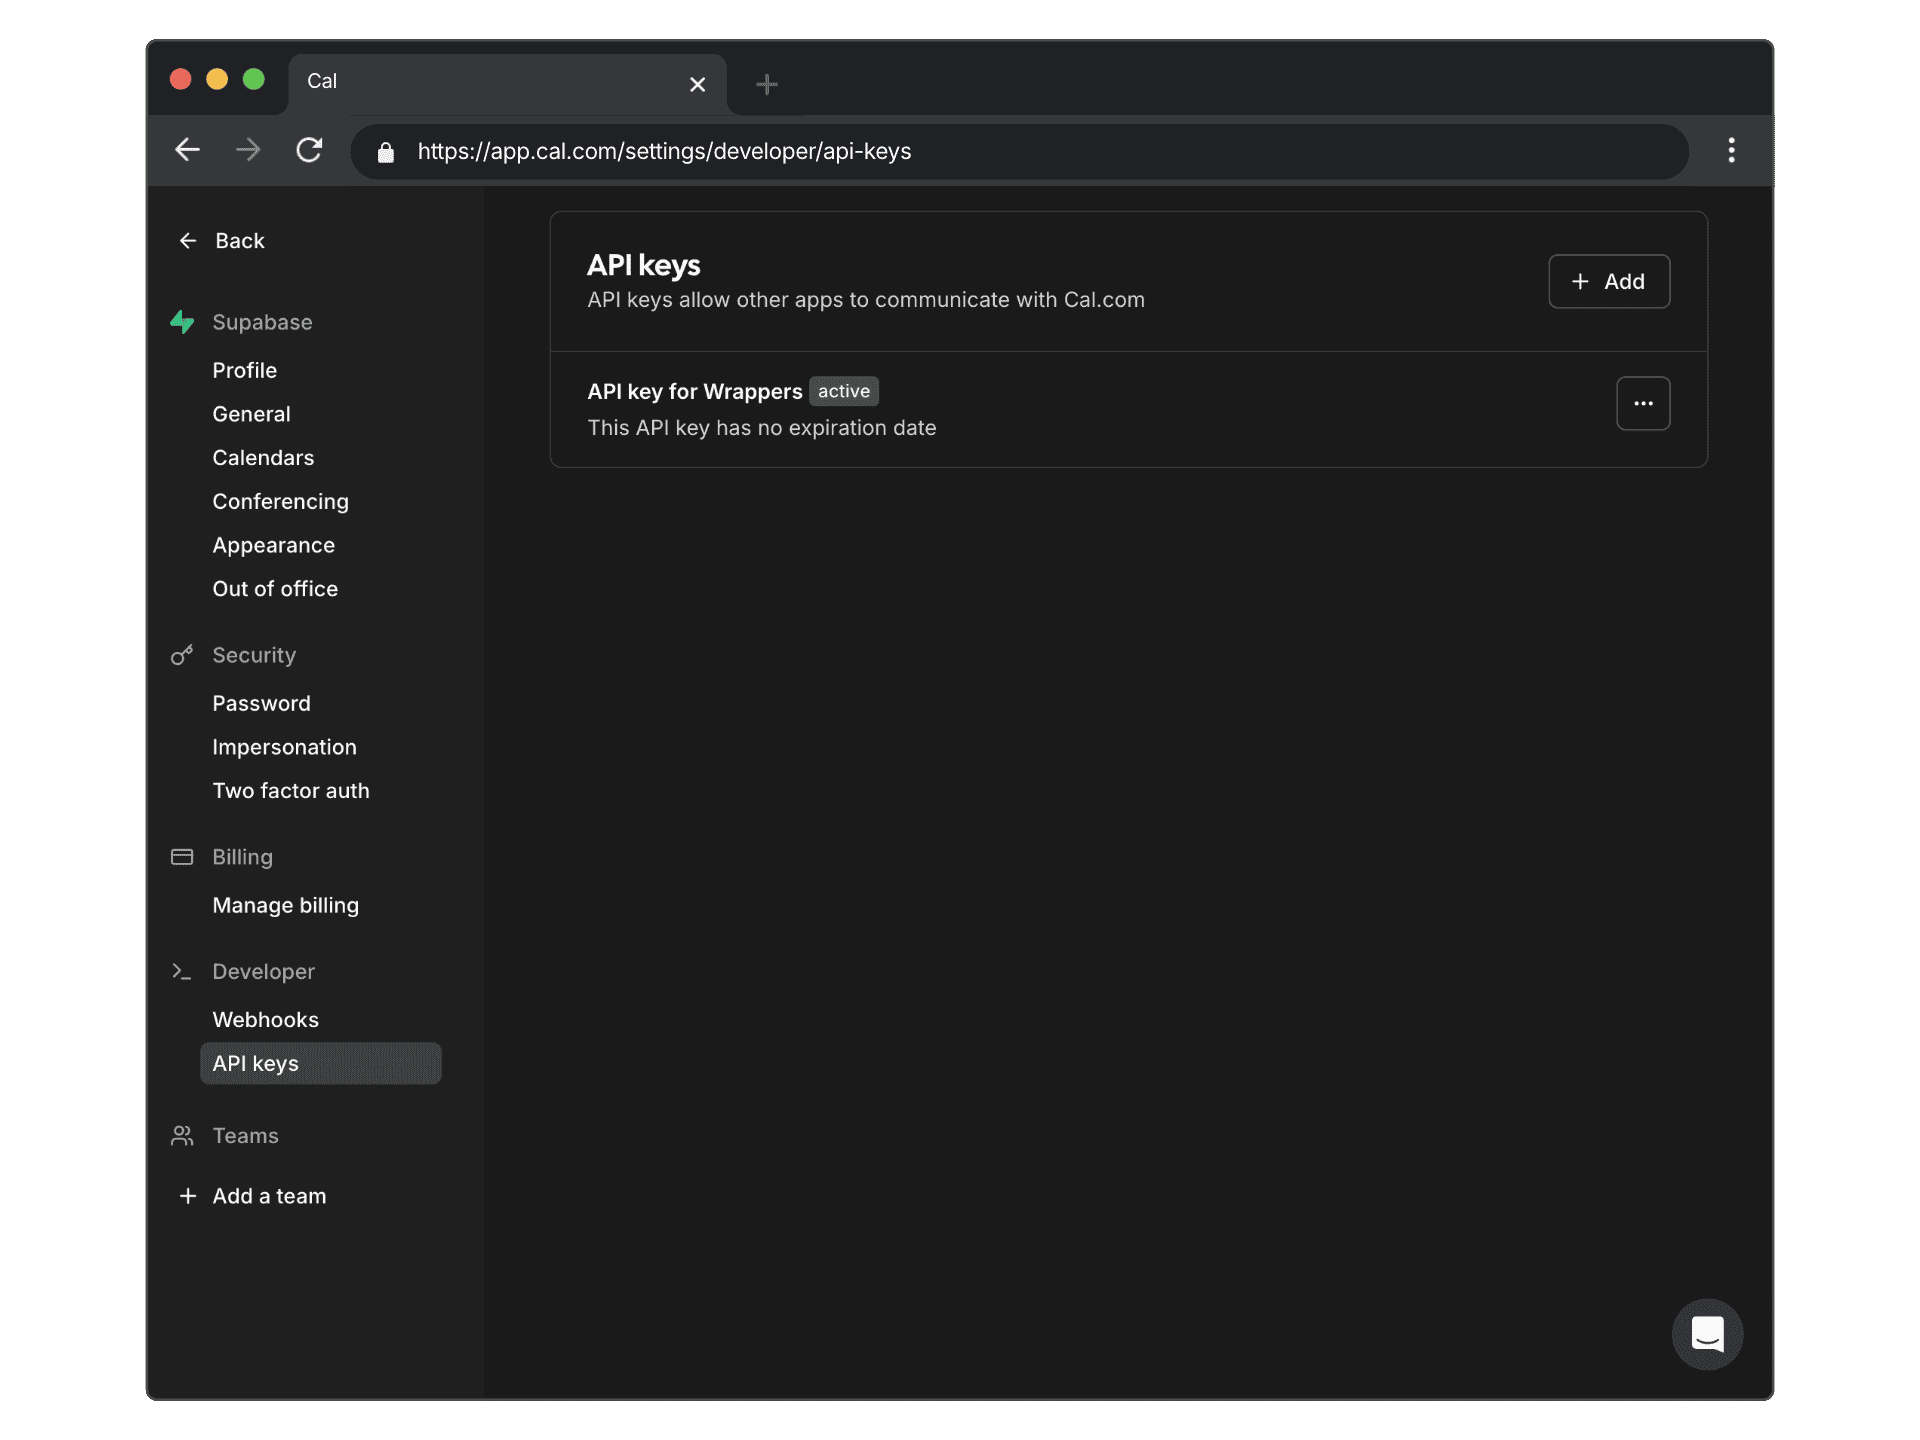 Cal
https://app.cal.com/settings/developer/api-keys
Back
Supabase
Profile
General
Calendars
Conferencing
Appearance
Out of office
Security
Password
Impersonation
Two factor auth
Billing
Manage billing
Developer
Webhooks
API keys
Teams
Add a team
API keys
API keys allow other apps to communicate with Cal.com
Add
API key for Wrappers active
This API key has no expiration date